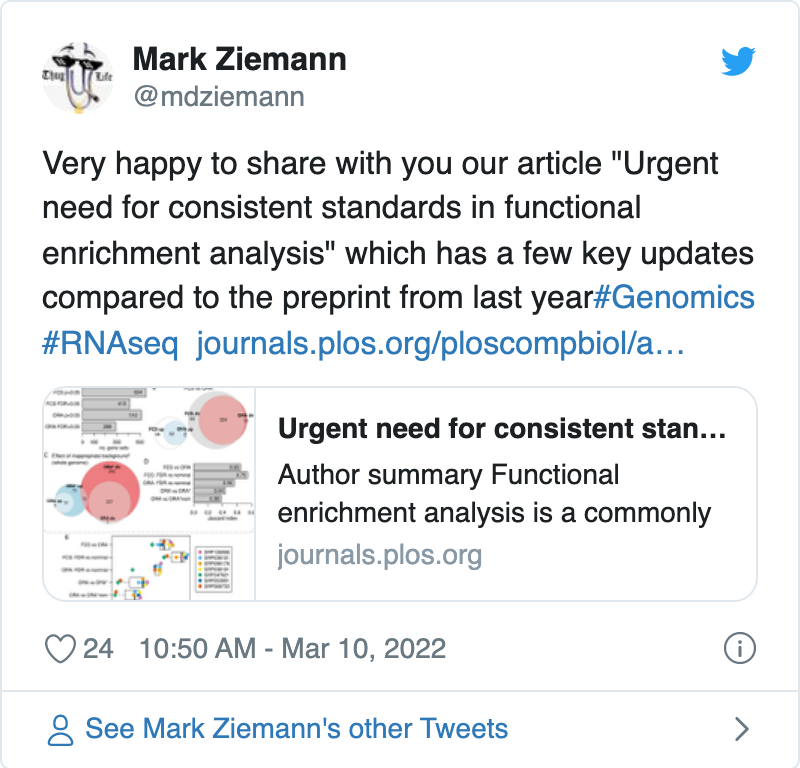 Thug Life
Mark Ziemann
@mdziemann
Very happy to share with you our article "Urgent
need for consistent standards in functional
enrichment analysis" which has a few key updates
compared to the preprint from last year#Genomics
#RNAseq journals.plos.org/ploscompbiol/a…
Urgent need for consistent stan…
Author summary Functional
enrichment analysis is a commonly
journals.plos.org
24 10:50 AM - Mar 10, 2022
See Mark Ziemann's other Tweets